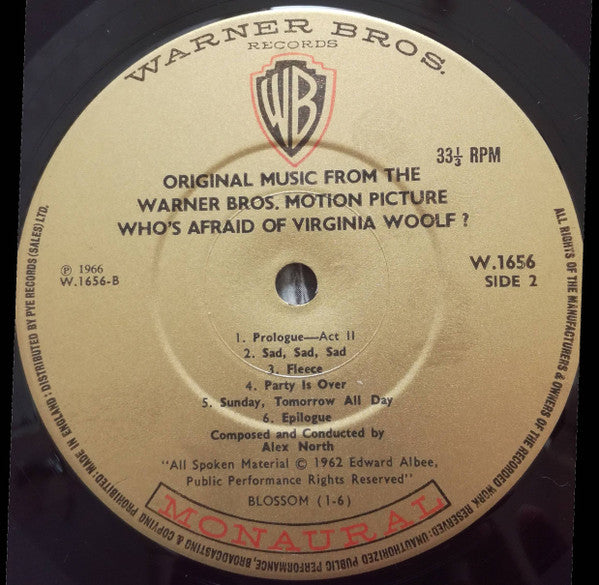 WARNER BROS.
RECORDS
WB
33⅓ RPM
ORIGINAL MUSIC FROM THE
WARNER BROS. MOTION PICTURE
WHO'S AFRAID OF VIRGINIA WOOLF ?
℗ 1966
W.1656-B
W.1656
SIDE 2
1. Prologue—Act II
2. Sad, Sad, Sad
3. Fleece
4. Party Is Over
5. Sunday, Tomorrow All Day
6. Epilogue
Composed and Conducted by
Alex North
"All Spoken Material © 1962 Edward Albee,
Public Performance Rights Reserved"
BLOSSOM (1-6)
MONAURAL
ALL RIGHTS OF THE MANUFACTURERS & OWNERS OF THE RECORDED WORK RESERVED: UNAUTHORIZED PUBLIC PERFORMANCE, BROADCASTING & COPYING PROHIBITED: MADE IN ENGLAND : DISTRIBUTED BY PYE RECORDS (SALES) LTD.